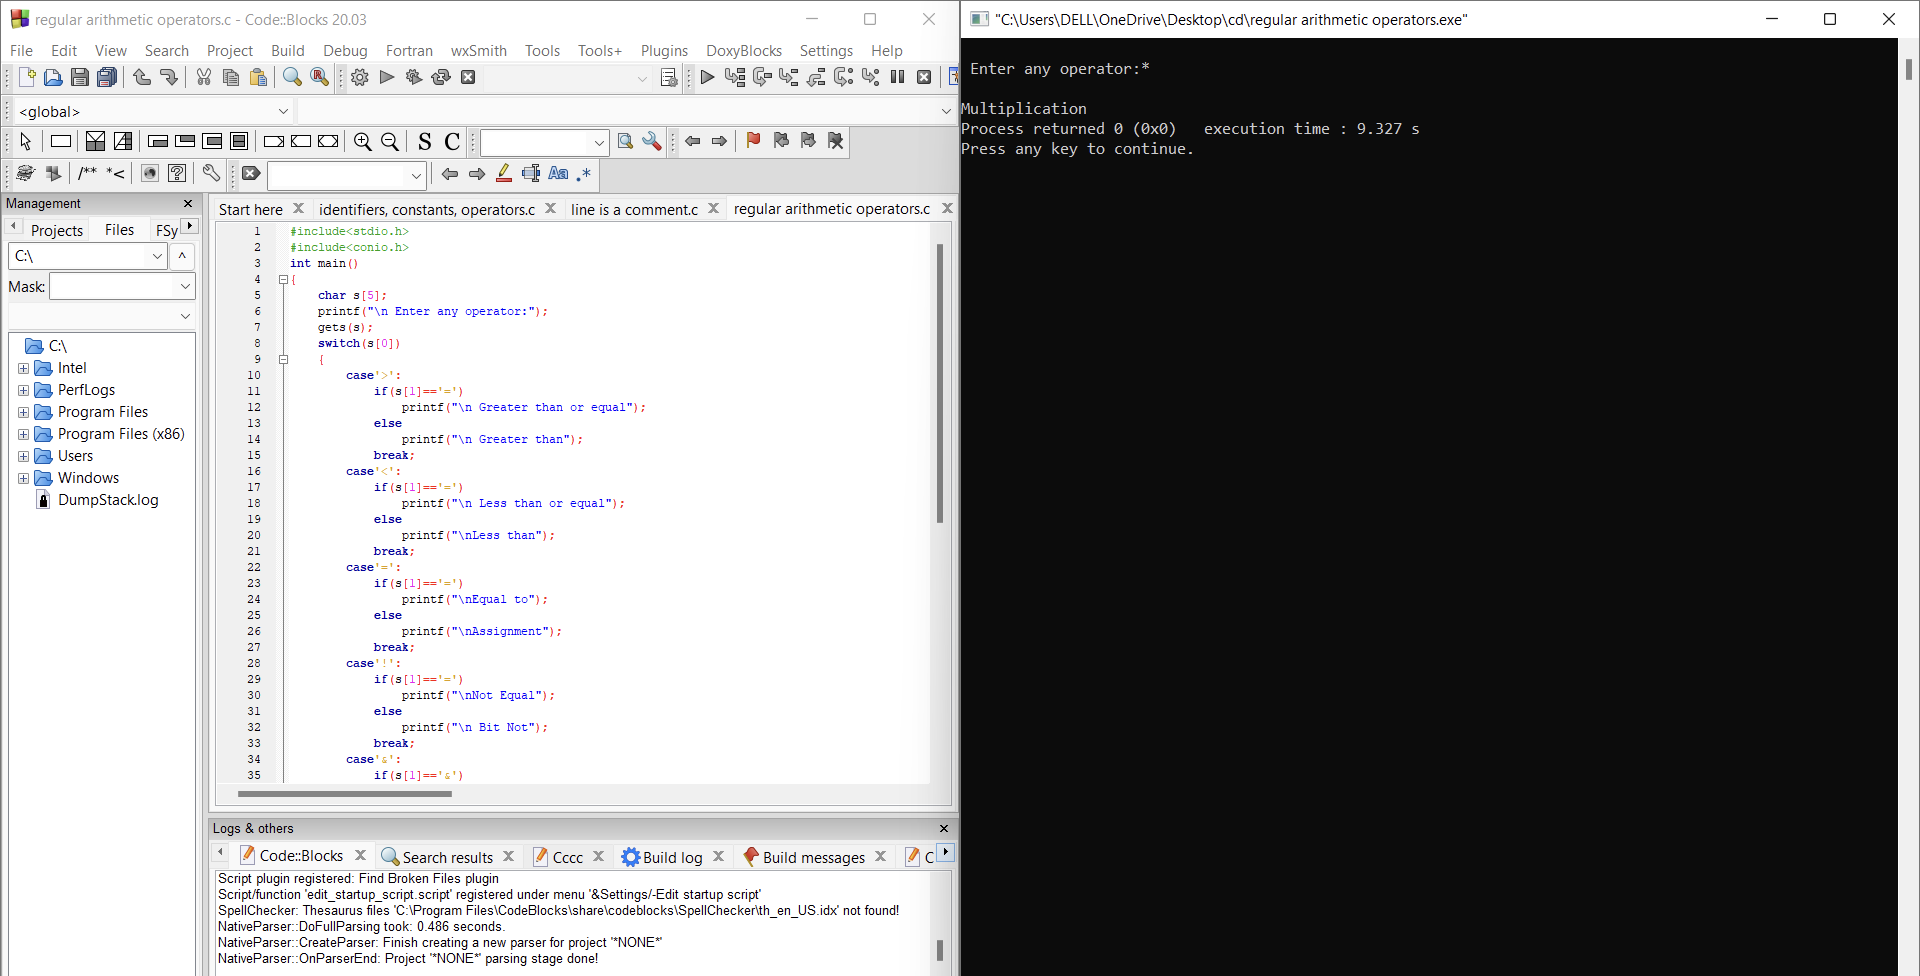 regular arithmetic operators.c - Code::Blocks 20.03
File Edit View Search Project Build Debug Fortran wxSmith Tools Tools+ Plugins DoxyBlocks Settings Help
<global>
S C
/** *<
Aa .*
Management
Projects Files FSy
C:\
Mask:
C:\
Intel
PerfLogs
Program Files
Program Files (x86)
Users
Windows
DumpStack.log
Start here identifiers, constants, operators.c line is a comment.c regular arithmetic operators.c
1 #include<stdio.h>
2 #include<conio.h>
3 int main()
4 {
5 char s[5];
6 printf("\n Enter any operator:");
7 gets(s);
8 switch(s[0])
9 {
10 case'>':
11 if(s[1]=='=')
12 printf("\n Greater than or equal");
13 else
14 printf("\n Greater than");
15 break;
16 case'<':
17 if(s[1]=='=')
18 printf("\n Less than or equal");
19 else
20 printf("\nLess than");
21 break;
22 case'=':
23 if(s[1]=='=')
24 printf("\nEqual to");
25 else
26 printf("\nAssignment");
27 break;
28 case'!':
29 if(s[1]=='=')
30 printf("\nNot Equal");
31 else
32 printf("\n Bit Not");
33 break;
34 case'&':
35 if(s[1]=='&')
Logs & others
Code::Blocks Search results Cccc Build log Build messages C
Script plugin registered: Find Broken Files plugin
Script/function 'edit_startup_script.script' registered under menu '&Settings/-Edit startup script'
SpellChecker: Thesaurus files 'C:\Program Files\CodeBlocks\share\codeblocks\SpellChecker\th_en_US.idx' not found!
NativeParser::DoFullParsing took: 0.486 seconds.
NativeParser::CreateParser: Finish creating a new parser for project '*NONE*'
NativeParser::OnParserEnd: Project '*NONE*' parsing stage done!
"C:\Users\DELL\OneDrive\Desktop\cd\regular arithmetic operators.exe"
Enter any operator:*
Multiplication
Process returned 0 (0x0) execution time : 9.327 s
Press any key to continue.